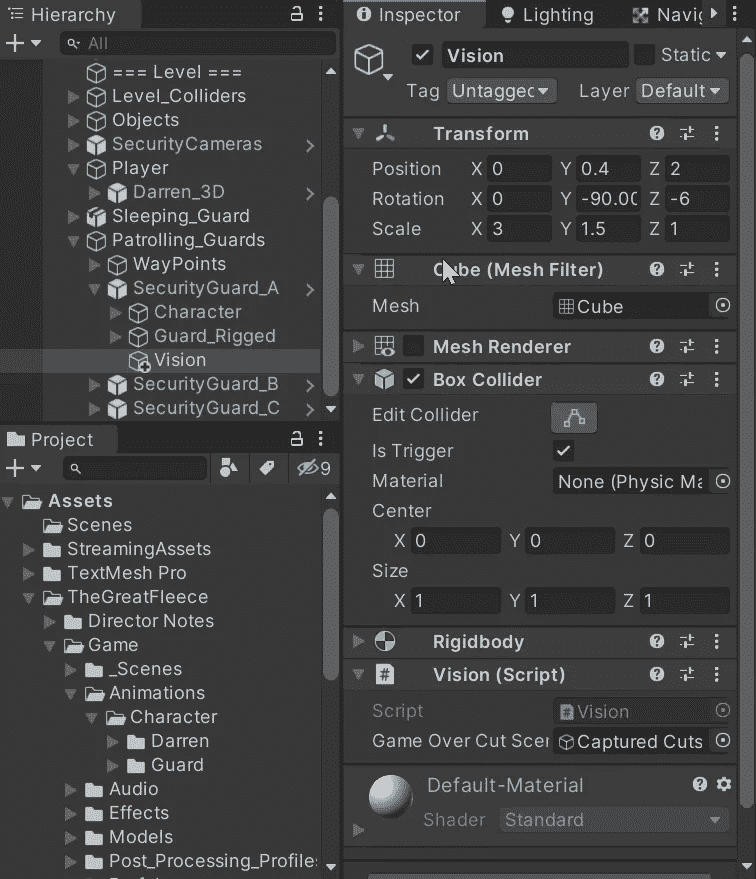 Hierarchy
All
=== Level ===
Level_Colliders
Objects
SecurityCameras
Player
Darren_3D
Sleeping_Guard
Patrolling_Guards
WayPoints
SecurityGuard_A
Character
Guard_Rigged
Vision
SecurityGuard_B
SecurityGuard_C
Project
9
Assets
Scenes
StreamingAssets
TextMesh Pro
TheGreatFleece
Director Notes
Game
_Scenes
Animations
Character
Darren
Guard
Audio
Effects
Models
Post_Processing_Profile
Inspector Lighting Navi
Vision Static
Tag Untagged Layer Default
Transform
Position X 0 Y 0.4 Z 2
Rotation X 0 Y -90.00 Z -6
Scale X 3 Y 1.5 Z 1
Cube (Mesh Filter)
Mesh Cube
Mesh Renderer
Box Collider
Edit Collider
Is Trigger
Material None (Physic Ma
Center
X 0 Y 0 Z 0
Size
X 1 Y 1 Z 1
Rigidbody
# Vision (Script)
Script # Vision
Game Over Cut Scen Captured Cuts
Default-Material
Shader Standard